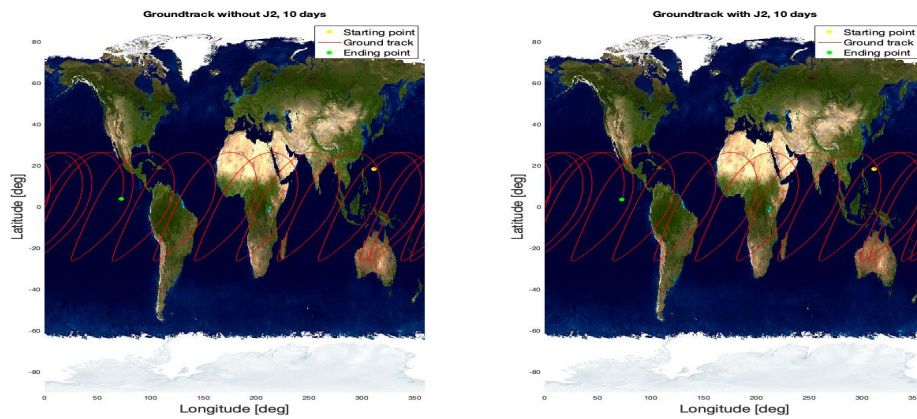 Groundtrack without J2, 10 days
Starting point
Ground track
Ending point
80
60
40
20
0
-20
-40
-60
-80
Latitude [deg]
0 50 100 150 200 250 300 350
Longitude [deg]
Groundtrack with J2, 10 days
Starting point
Ground track
Ending point
80
60
40
20
0
-20
-40
-60
-80
Latitude [deg]
0 50 100 150 200 250 300 350
Longitude [deg]